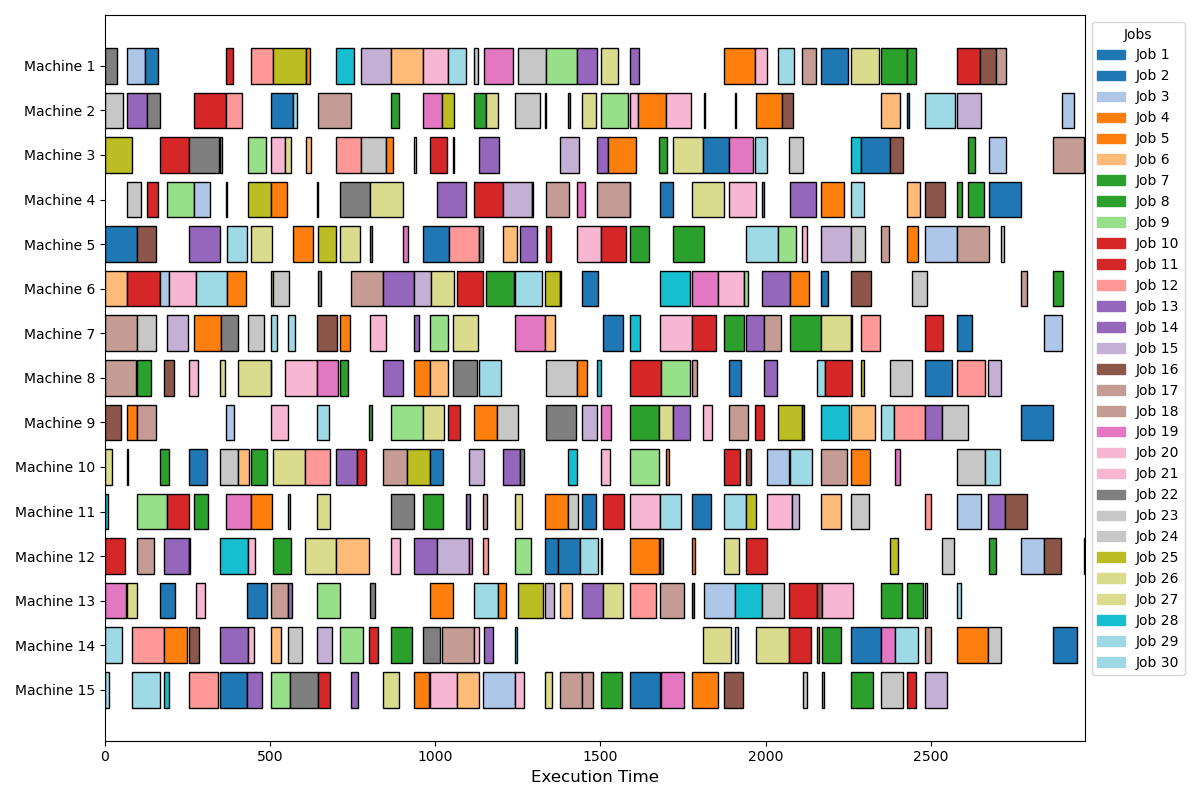 Machine 1
Machine 2
Machine 3
Machine 4
Machine 5
Machine 6
Machine 7
Machine 8
Machine 9
Machine 10
Machine 11
Machine 12
Machine 13
Machine 14
Machine 15
0 500 1000 1500 2000 2500
Execution Time
Jobs
Job 1
Job 2
Job 3
Job 4
Job 5
Job 6
Job 7
Job 8
Job 9
Job 10
Job 11
Job 12
Job 13
Job 14
Job 15
Job 16
Job 17
Job 18
Job 19
Job 20
Job 21
Job 22
Job 23
Job 24
Job 25
Job 26
Job 27
Job 28
Job 29
Job 30